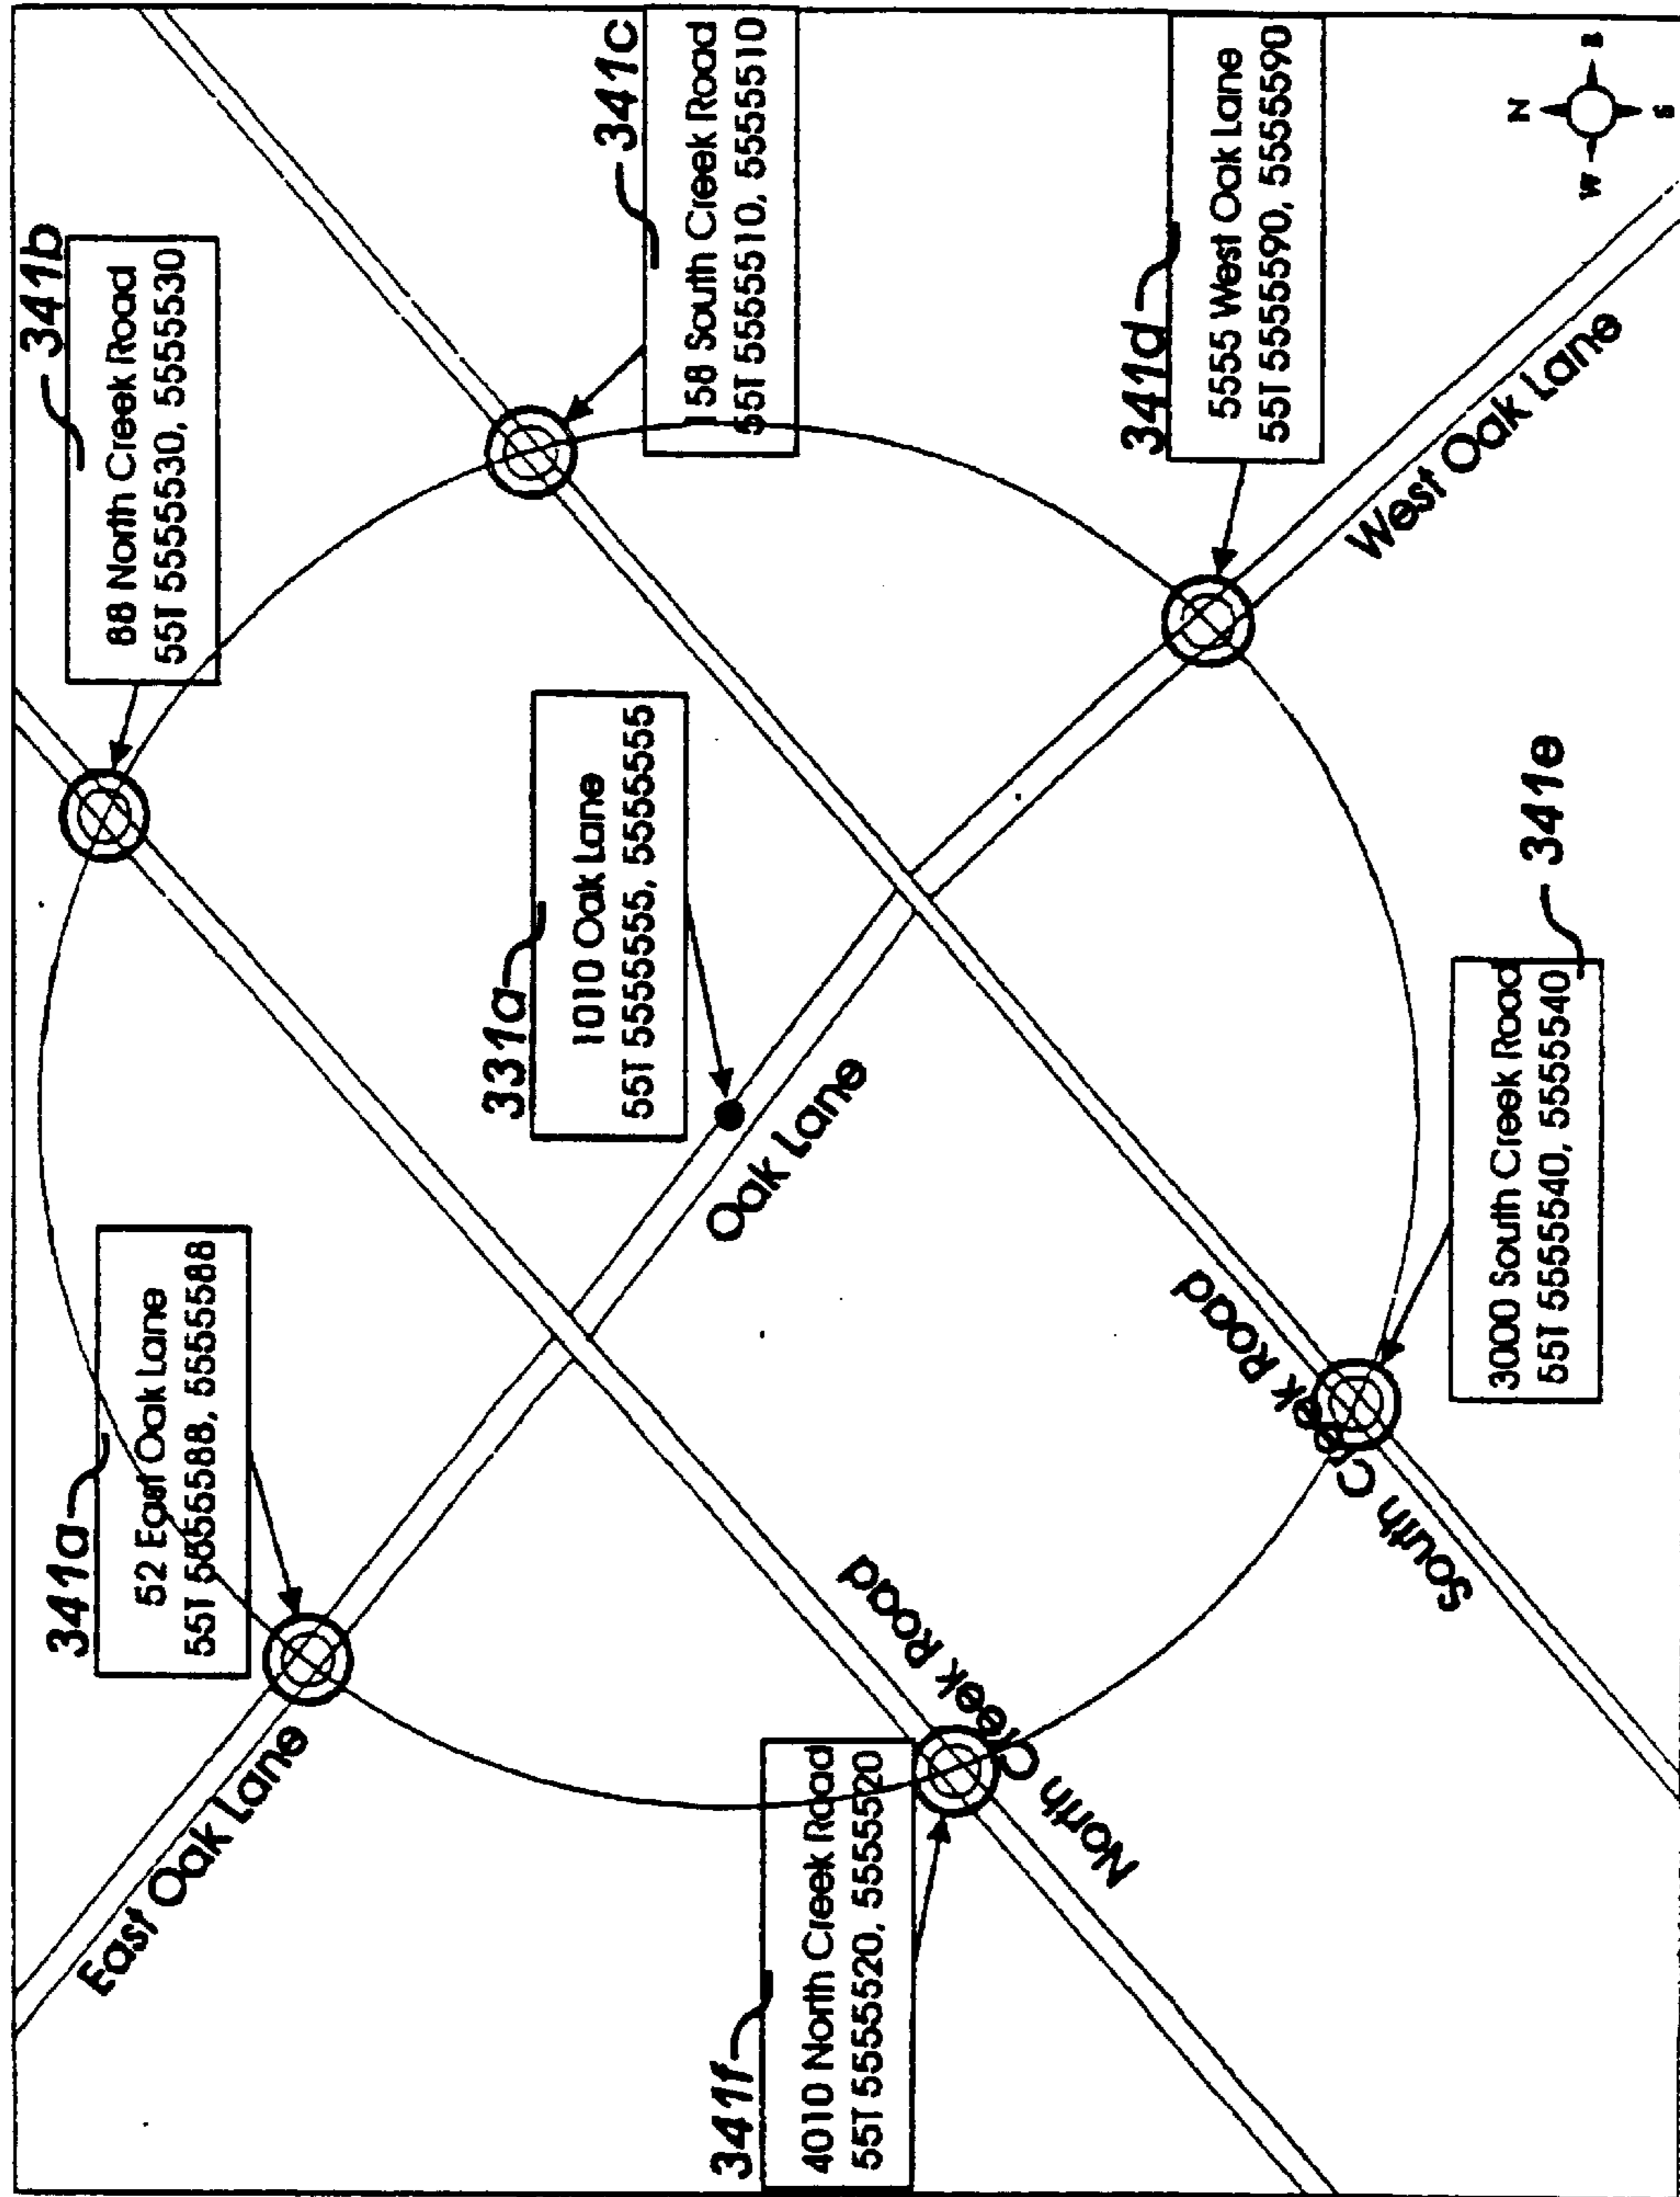 341b
88 North Creek Road
55T 5555530, 5555530
341a
52 East Oak Lane
55T 5555588, 5555588
East Oak Lane
331a
1010 Oak Lane
55T 5555555, 5555555
341c
158 South Creek Road
55T 5555510, 5555510
Oak Lane
341f
4010 North Creek Road
55T 5555520, 5555520
North Creek Road
341d
5555 West Oak Lane
55T 5555590, 5555590
South Creek Road
West Oak Lane
341e
3000 South Creek Road
55T 5555540, 5555540
N
W E
S